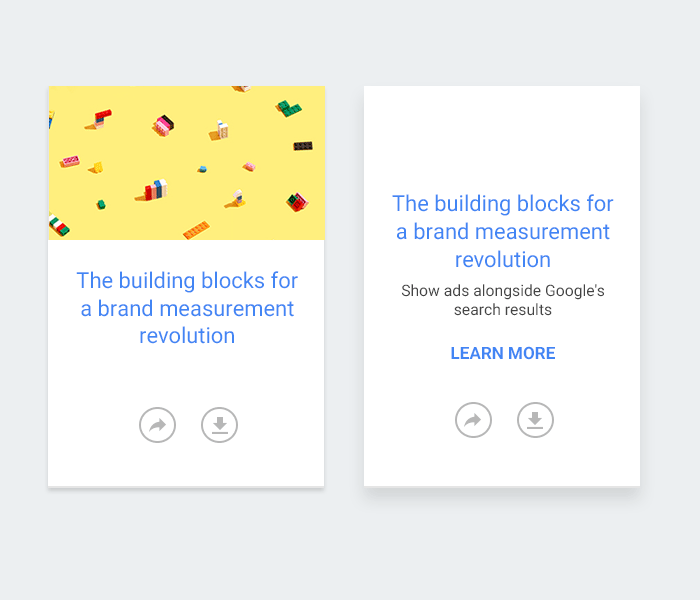 The building blocks for
a brand measurement
revolution
The building blocks for
a brand measurement
revolution
Show ads alongside Google's
search results
LEARN MORE